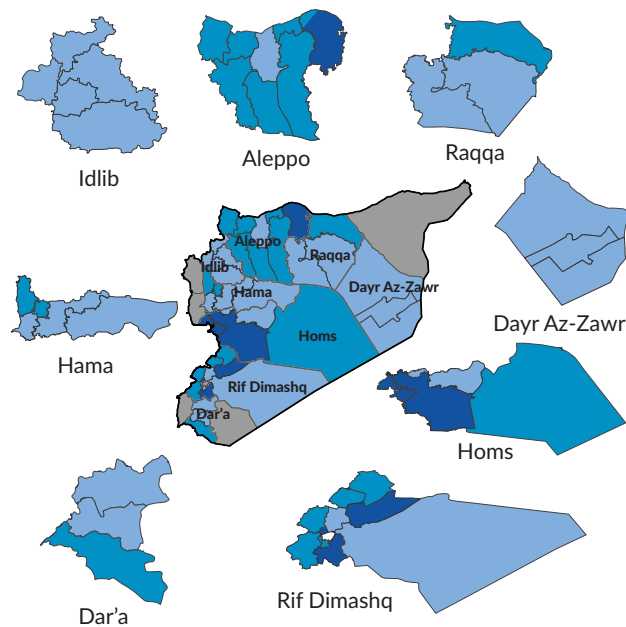 Idlib
Aleppo
Raqqa
Aleppo
Idlib
Raqqa
Hama
Dayr Az-Zawr
Homs
Rif Dimashq
Dar'a
Dayr Az-Zawr
Hama
Homs
Dar'a
Rif Dimashq